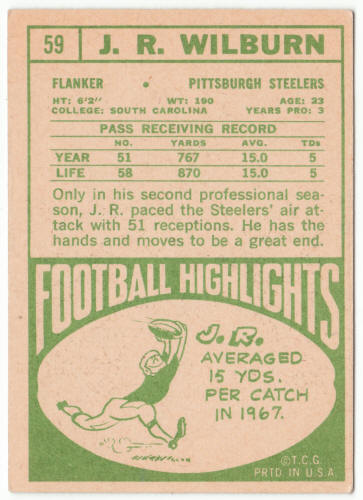 59 J. R. WILBURN
FLANKER • PITTSBURGH STEELERS
HT: 6'2" WT: 190 AGE: 23
COLLEGE: SOUTH CAROLINA YEARS PRO: 3
PASS RECEIVING RECORD
NO. YARDS AVG. TDs
YEAR 51 767 15.0 5
LIFE 58 870 15.0 5
Only in his second professional sea-
son, J. R. paced the Steelers' air at-
tack with 51 receptions. He has the
hands and moves to be a great end.
FOOTBALL HIGHLIGHTS
J.R.
AVERAGED
15 YDS.
PER CATCH
IN 1967.
©T.C.G.
PRTD. IN U.S.A.